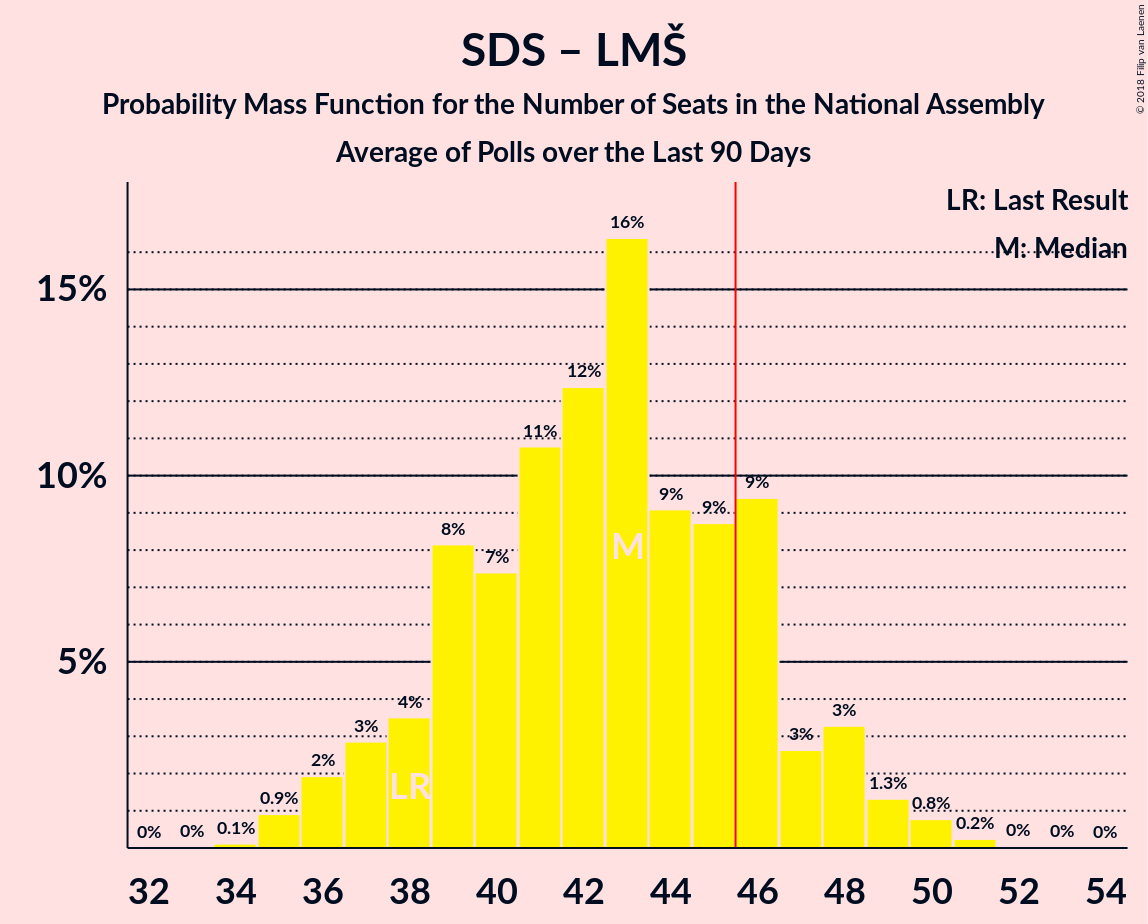 SDS – LMŠ
Probability Mass Function for the Number of Seats in the National Assembly
Average of Polls over the Last 90 Days
© 2018 Filip van Laenen
LR: Last Result
M: Median
15%
10%
5%
0%
0%
0.1%
0.9%
2%
3%
4%
8%
7%
11%
12%
16%
9%
9%
9%
3%
3%
1.3%
0.8%
0.2%
0%
0%
0%
LR
M
32 34 36 38 40 42 44 46 48 50 52 54